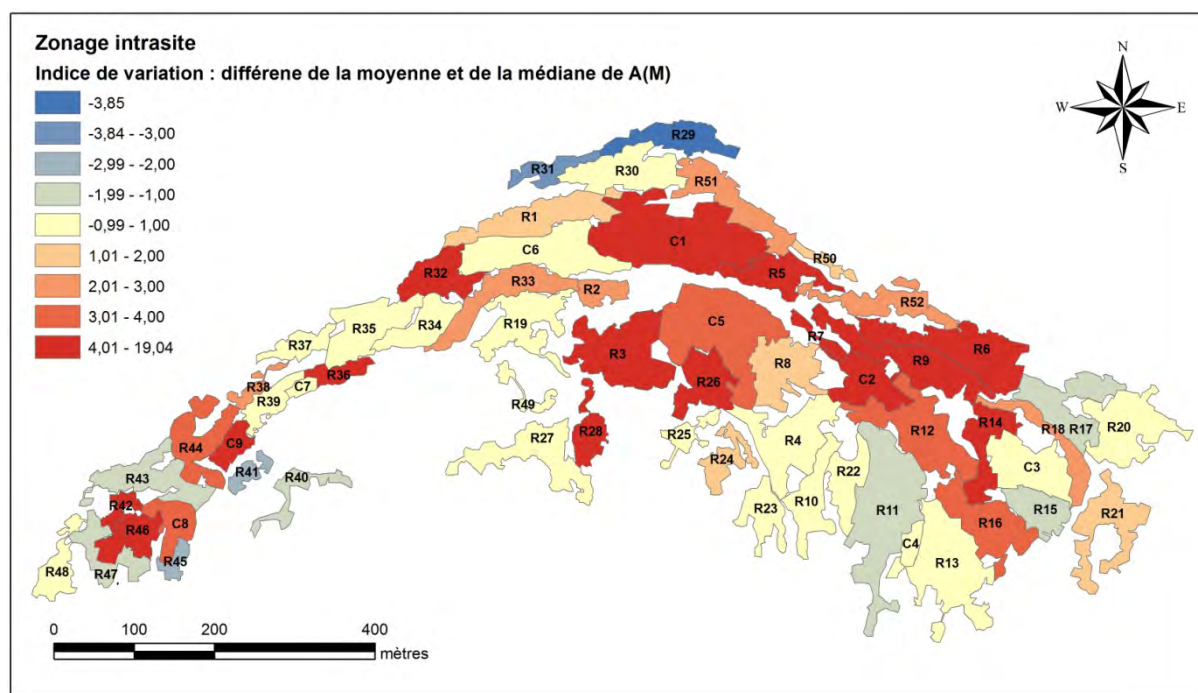 Zonage intrasite
Indice de variation : différene de la moyenne et de la médiane de A(M)
-3,85
-3,84 - -3,00
-2,99 - -2,00
-1,99 - -1,00
-0,99 - 1,00
1,01 - 2,00
2,01 - 3,00
3,01 - 4,00
4,01 - 19,04
N
W E
S
R29
R31
R30
R51
R1
C6
C1
R50
R32
R5
R33
R2
R52
R35
R34
R19
C5
R37
R7
R6
R3
R9
R8
R36
C7
R26
C2
R38
R39
R49
R14
R18
R17
R20
C9
R44
R28
R25
R4
R12
R27
R24
R22
C3
R41
R43
R40
R42
R23
R10
R11
R15
R21
R46
C8
R16
C4
R45
R13
R48
R47
0 100 200 400
mètres